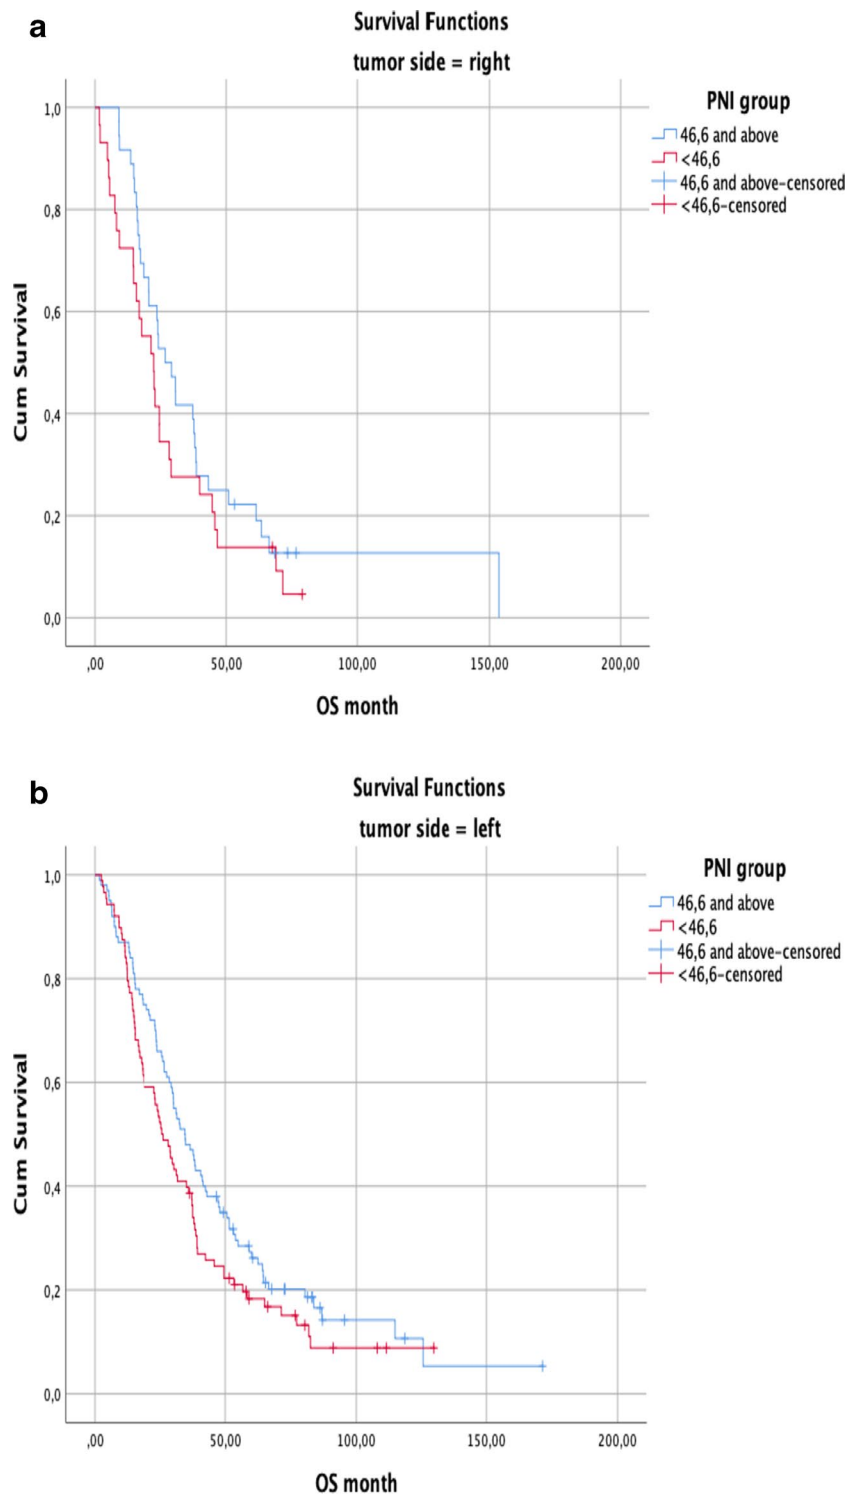 a
Survival Functions
tumor side = right
PNI group
46,6 and above
<46,6
46,6 and above-censored
<46,6-censored
Cum Survival
1,0
0,8
0,6
0,4
0,2
0,0
,00 50,00 100,00 150,00 200,00
OS month
b
Survival Functions
tumor side = left
PNI group
46,6 and above
<46,6
46,6 and above-censored
<46,6-censored
Cum Survival
1,0
0,8
0,6
0,4
0,2
0,0
,00 50,00 100,00 150,00 200,00
OS month